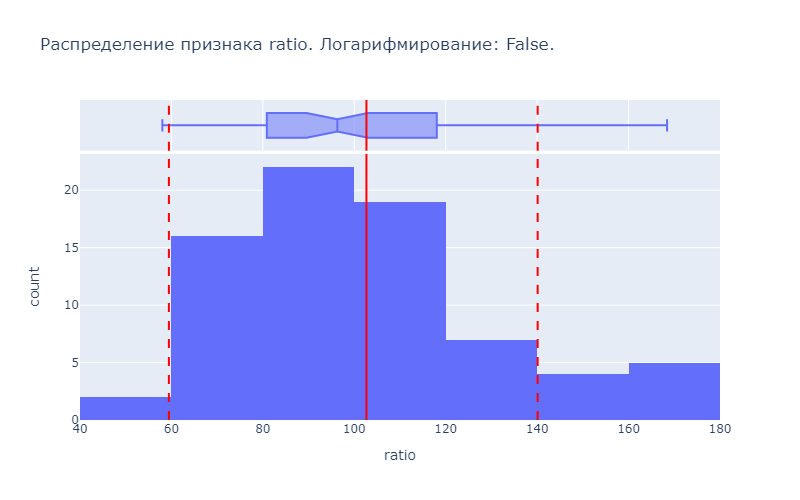 Распределение признака ratio. Логарифмирование: False.
20
15
10
5
0
count
40 60 80 100 120 140 160 180
ratio